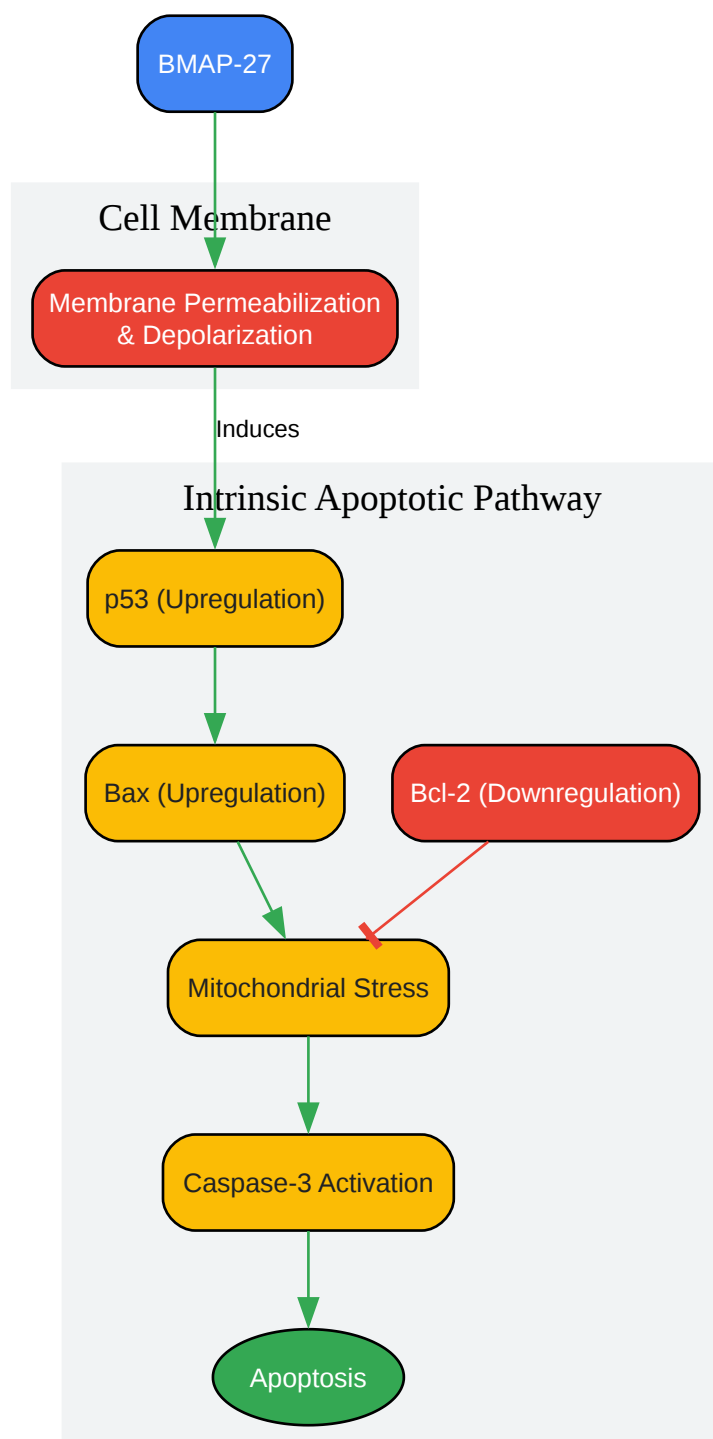 BMAP-27
Cell Membrane
Membrane Permeabilization
& Depolarization
Induces
Intrinsic Apoptotic Pathway
p53 (Upregulation)
Bax (Upregulation)
Bcl-2 (Downregulation)
Mitochondrial Stress
Caspase-3 Activation
Apoptosis